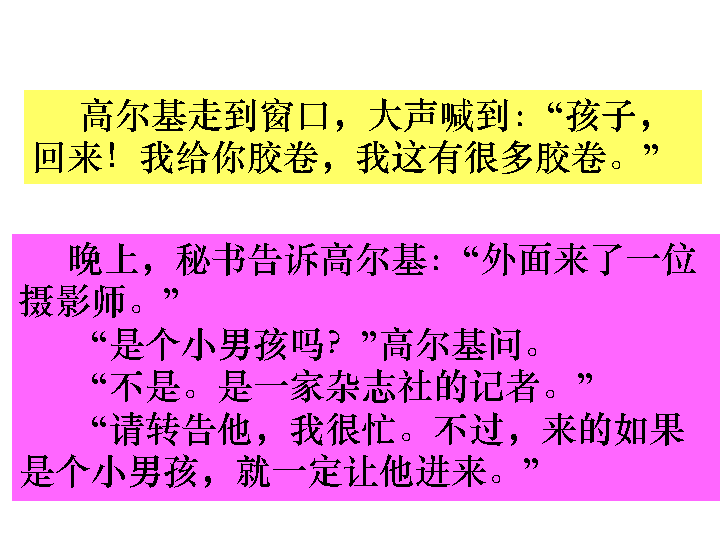 高尔基走到窗口，大声喊到：“孩子，
回来！我给你胶卷，我这有很多胶卷。”
晚上，秘书告诉高尔基：“外面来了一位
摄影师。”
“是个小男孩吗？”高尔基问。
“不是。是一家杂志社的记者。”
“请转告他，我很忙。不过，来的如果
是个小男孩，就一定让他进来。”